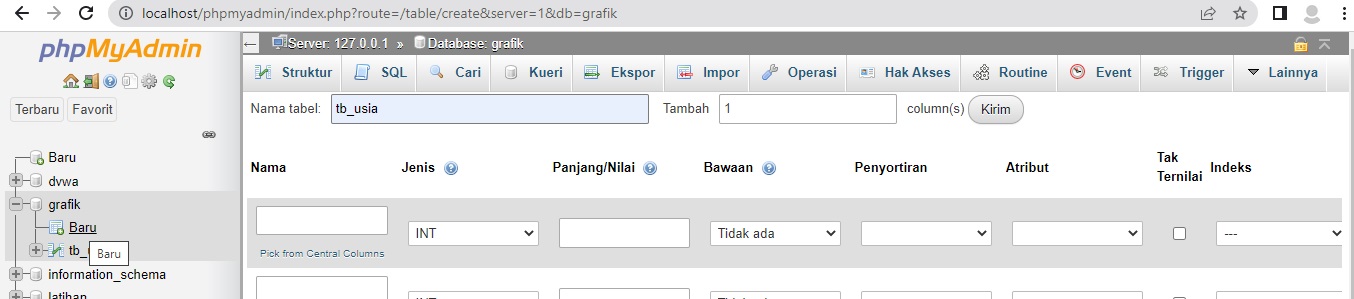 localhost/phpmyadmin/index.php?route=/table/create&server=1&db=grafik
phpMyAdmin
Terbaru Favorit
Baru
dvwa
grafik
Baru
tb_
Baru
information_schema
latihan
Server: 127.0.0.1 » Database: grafik
Struktur SQL Cari Kueri Ekspor Impor Operasi Hak Akses Routine Event Trigger Lainnya
Nama tabel: tb_usia Tambah 1 column(s) Kirim
Nama Jenis Panjang/Nilai Bawaan Penyortiran Atribut Tak Ternilai Indeks
INT Tidak ada ---
Pick from Central Columns